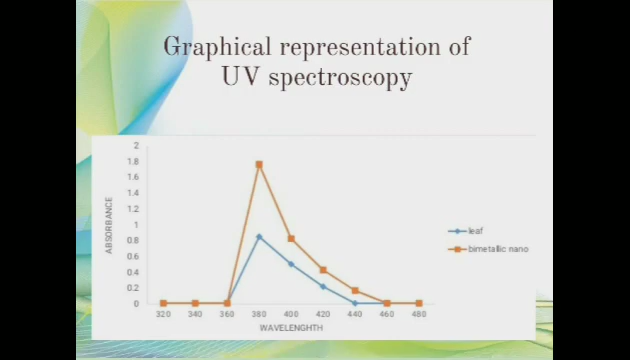 Graphical representation of
UV spectroscopy
2
1.8
1.6
1.4
1.2
1
0.8
0.6
0.4
0.2
0
ABSORBANCE
320 340 360 380 400 420 440 460 480
WAVELENGHTH
leaf
bimetallic nano